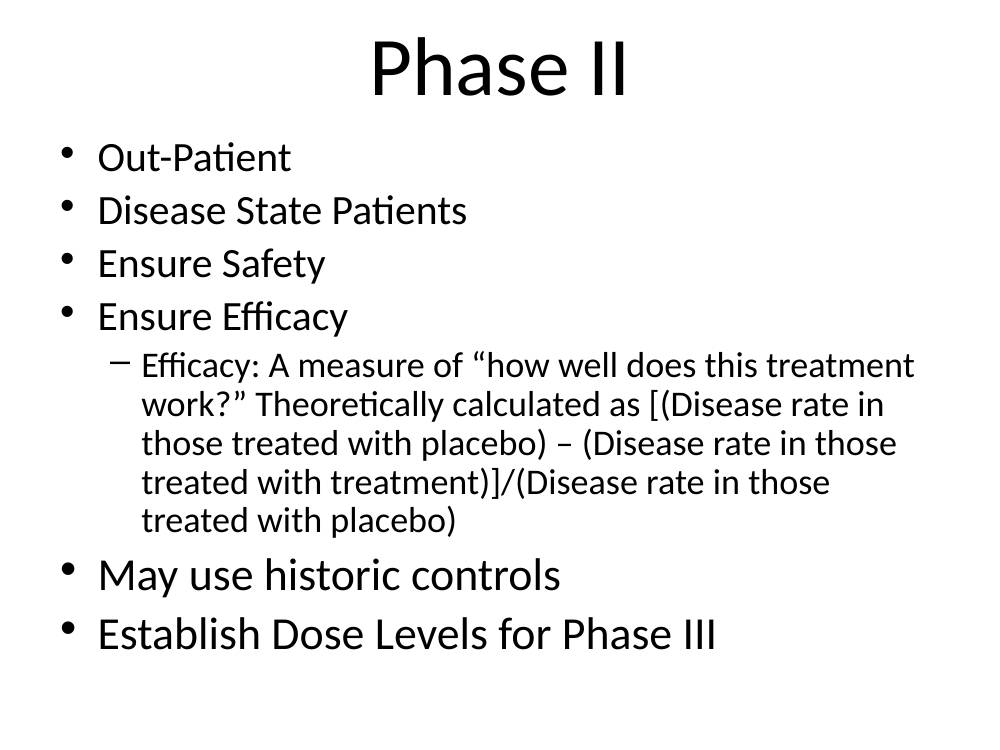 Phase II
• Out-Patient
• Disease State Patients
• Ensure Safety
• Ensure Efficacy
– Efficacy: A measure of “how well does this treatment
work?” Theoretically calculated as [(Disease rate in
those treated with placebo) – (Disease rate in those
treated with treatment)]/(Disease rate in those
treated with placebo)
• May use historic controls
• Establish Dose Levels for Phase III